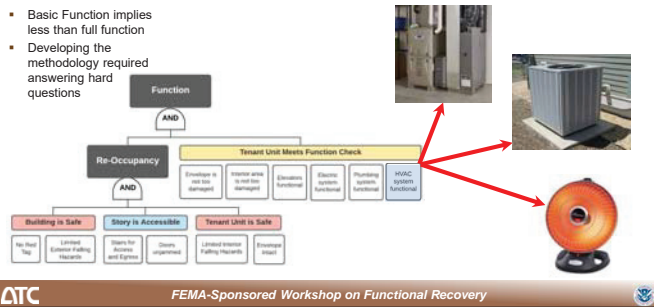 Basic Function implies
less than full function
Developing the
methodology required
answering hard
questions
Function
AND
Re-Occupancy
Tenant Unit Meets Function Check
Envelope is
not too
damaged
Interior area
is not too
damaged
Elevators
functional
Electric
system
functional
Plumbing
system
functional
HVAC
system
functional
AND
Building is Safe
Story is Accessible
Tenant Unit is Safe
No Red
Tag
Limited
Exterior Falling
Hazards
Stairs for
Access
and Egress
Doors
unjammed
Limited Interior
Falling Hazards
Envelope
Intact
ATC
FEMA-Sponsored Workshop on Functional Recovery